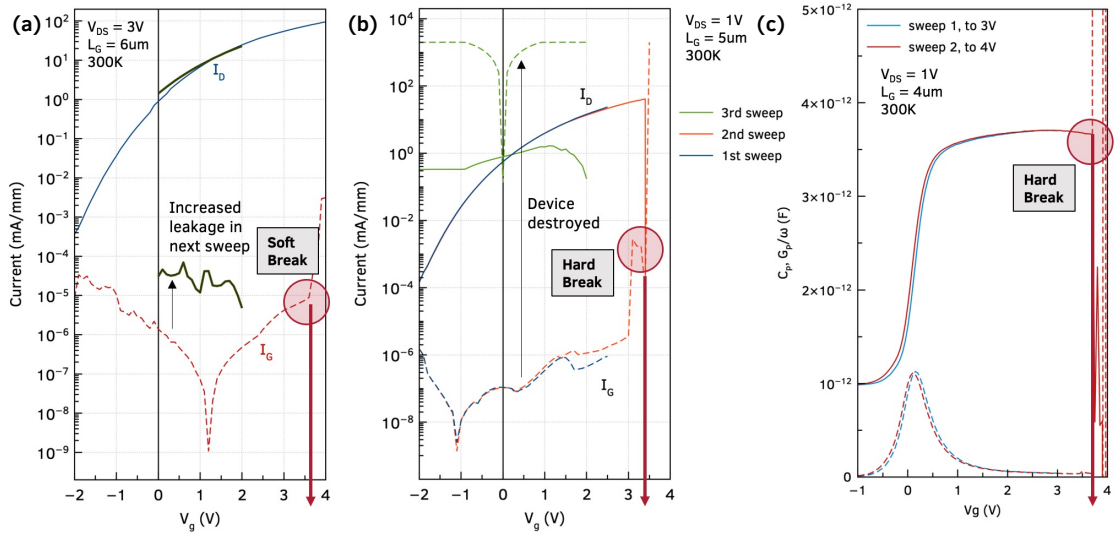 (a)
V_DS = 3V
L_G = 6um
300K
I_D
Increased
leakage in
next sweep
Soft
Break
I_G
Current (mA/mm)
10^2
10^1
10^0
10^-1
10^-2
10^-3
10^-4
10^-5
10^-6
10^-7
10^-8
10^-9
−2 −1 0 1 2 3 4
V_g (V)
(b)
V_DS = 1V
L_G = 5um
300K
I_D
3rd sweep
2nd sweep
1st sweep
Device
destroyed
Hard
Break
I_G
Current (mA/mm)
10^4
10^2
10^0
10^-2
10^-4
10^-6
10^-8
−2 −1 0 1 2 3 4
V_g (V)
(c)
sweep 1, to 3V
sweep 2, to 4V
V_DS = 1V
L_G = 4um
300K
Hard
Break
C_P, G_P/ω (F)
5×10^-12
4×10^-12
3×10^-12
2×10^-12
10^-12
0
−1 0 1 2 3 4
Vg (V)